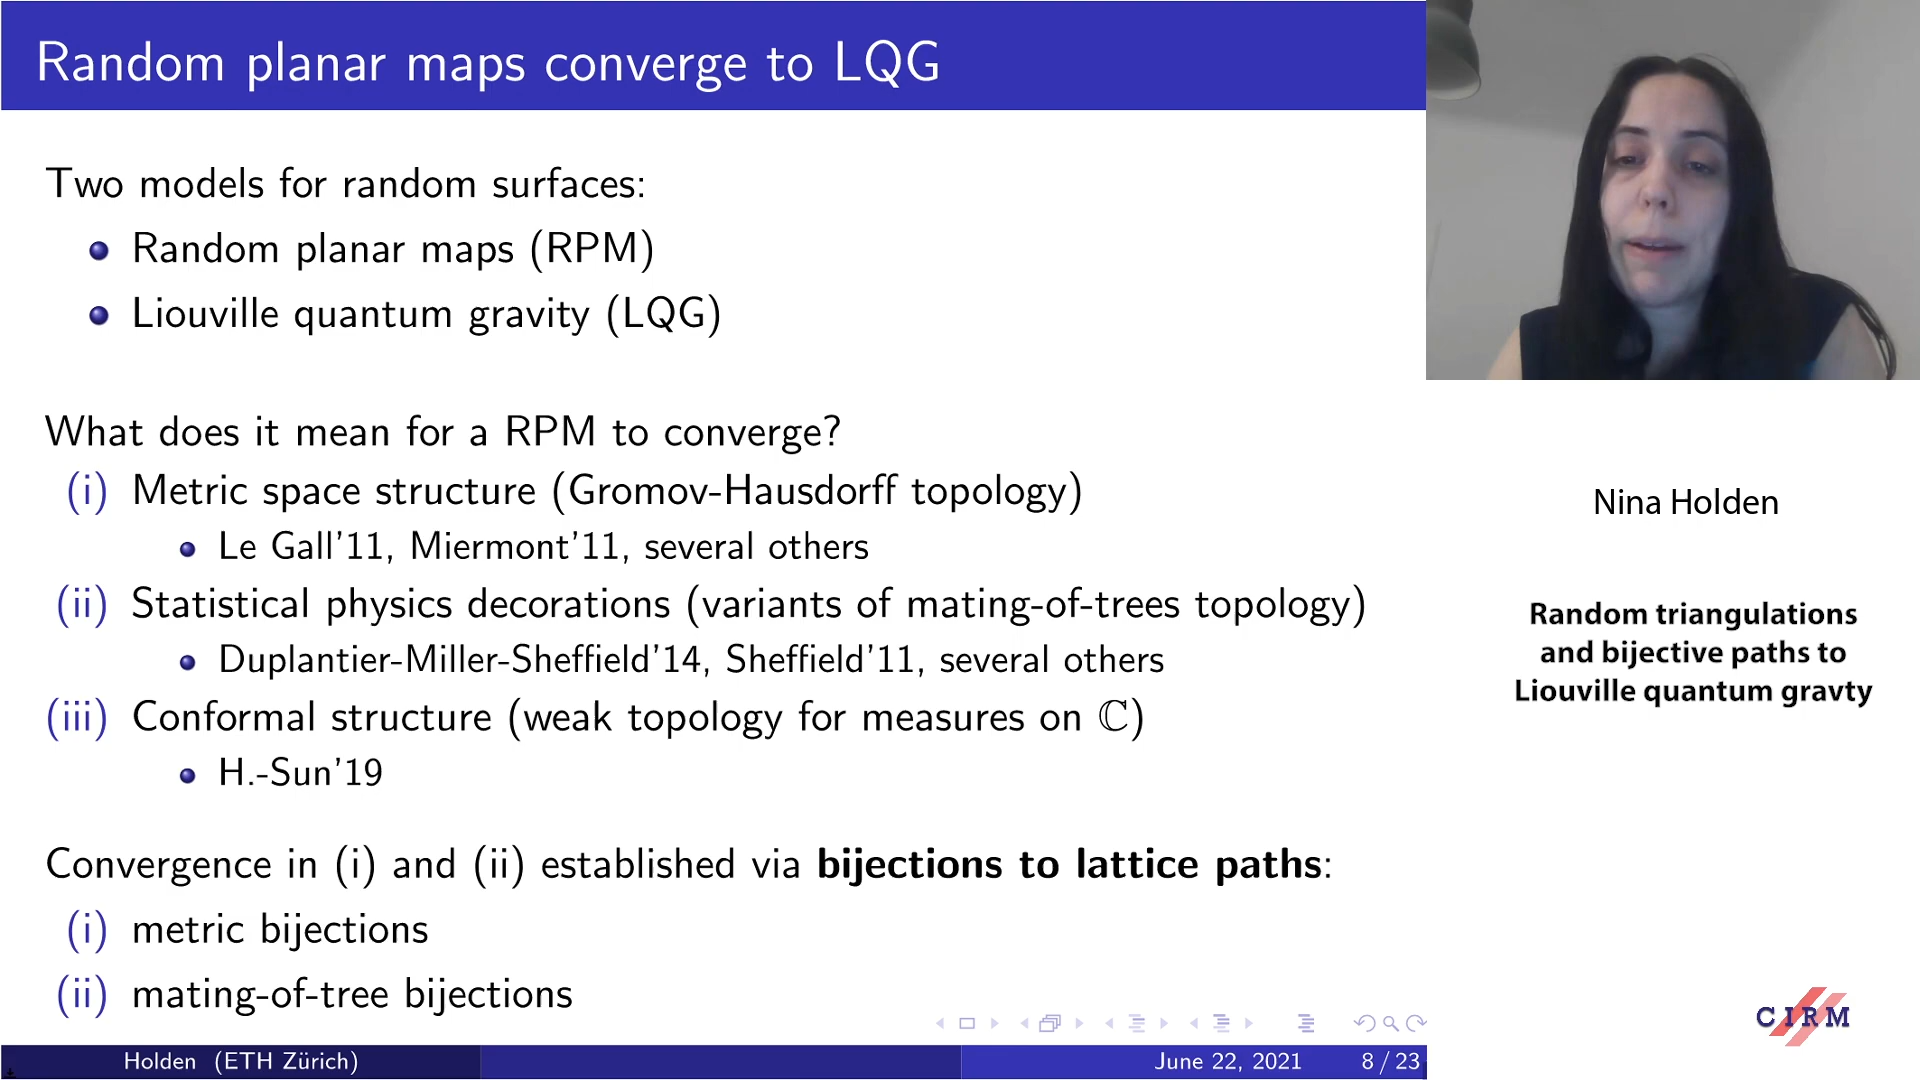 Random planar maps converge to LQG
Two models for random surfaces:
Random planar maps (RPM)
Liouville quantum gravity (LQG)
What does it mean for a RPM to converge?
(i) Metric space structure (Gromov-Hausdorff topology)
Le Gall'11, Miermont'11, several others
(ii) Statistical physics decorations (variants of mating-of-trees topology)
Duplantier-Miller-Sheffield'14, Sheffield'11, several others
(iii) Conformal structure (weak topology for measures on ℂ)
H.-Sun'19
Convergence in (i) and (ii) established via bijections to lattice paths:
(i) metric bijections
(ii) mating-of-tree bijections
Holden (ETH Zürich)
June 22, 2021
8 / 23
Nina Holden
Random triangulations
and bijective paths to
Liouville quantum gravty
CIRM